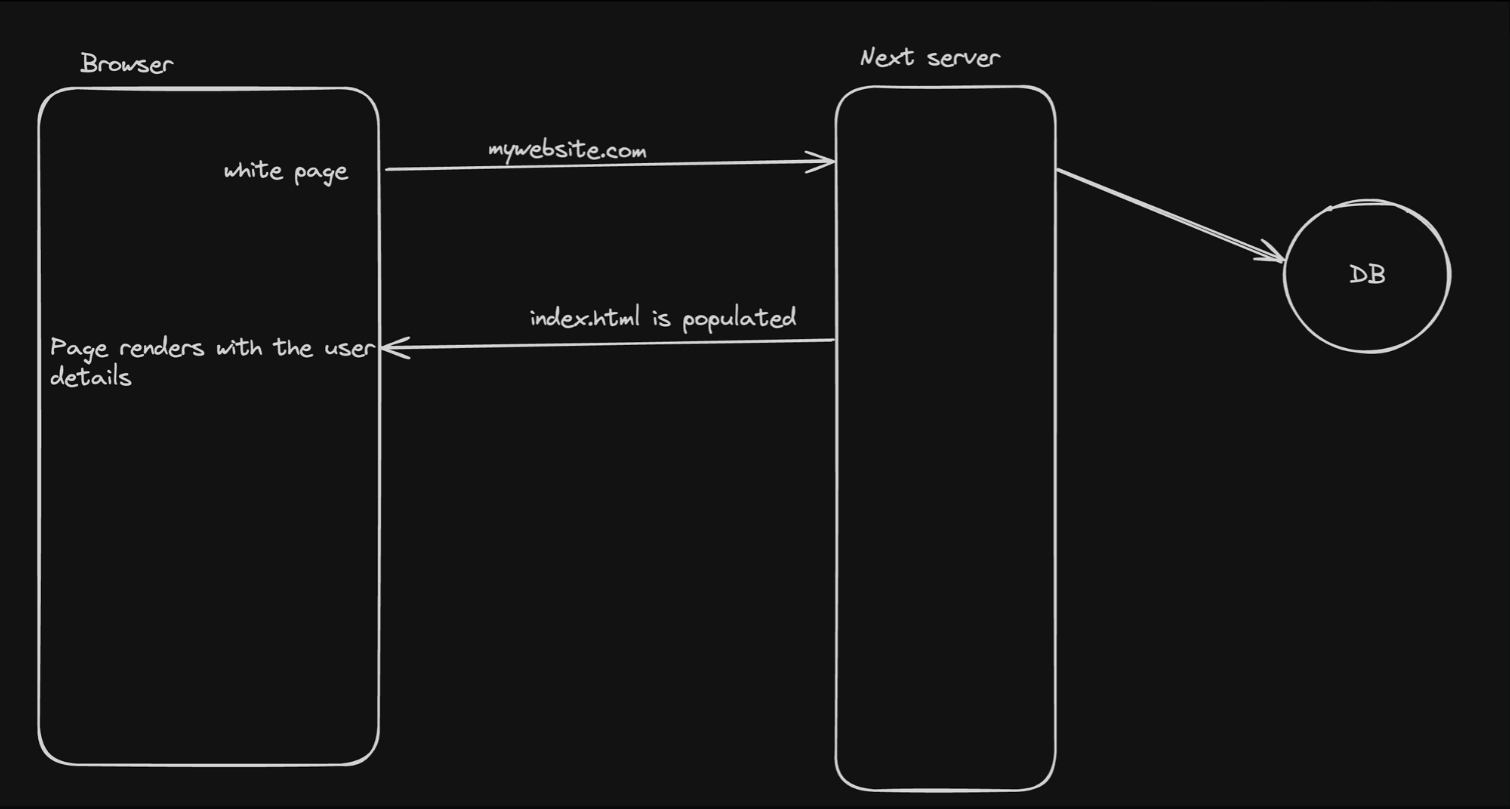 Browser
Next server
mywebsite.com
white page
DB
index.html is populated
Page renders with the user
details